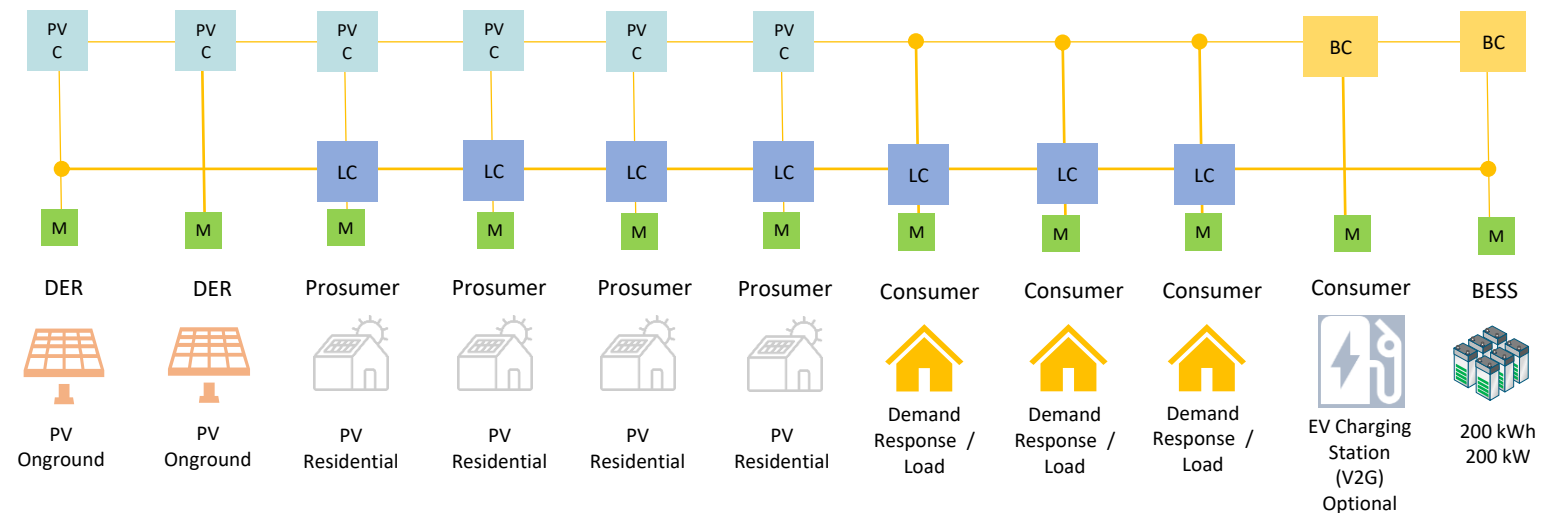 PV
C
PV
C
PV
C
PV
C
PV
C
PV
C
BC
BC
LC
LC
LC
LC
LC
LC
LC
M
M
M
M
M
M
M
M
M
M
M
DER
DER
Prosumer
Prosumer
Prosumer
Prosumer
Consumer
Consumer
Consumer
Consumer
BESS
PV
Onground
PV
Onground
PV
Residential
PV
Residential
PV
Residential
PV
Residential
Demand
Response /
Load
Demand
Response /
Load
Demand
Response /
Load
EV Charging
Station
(V2G)
Optional
200 kWh
200 kW